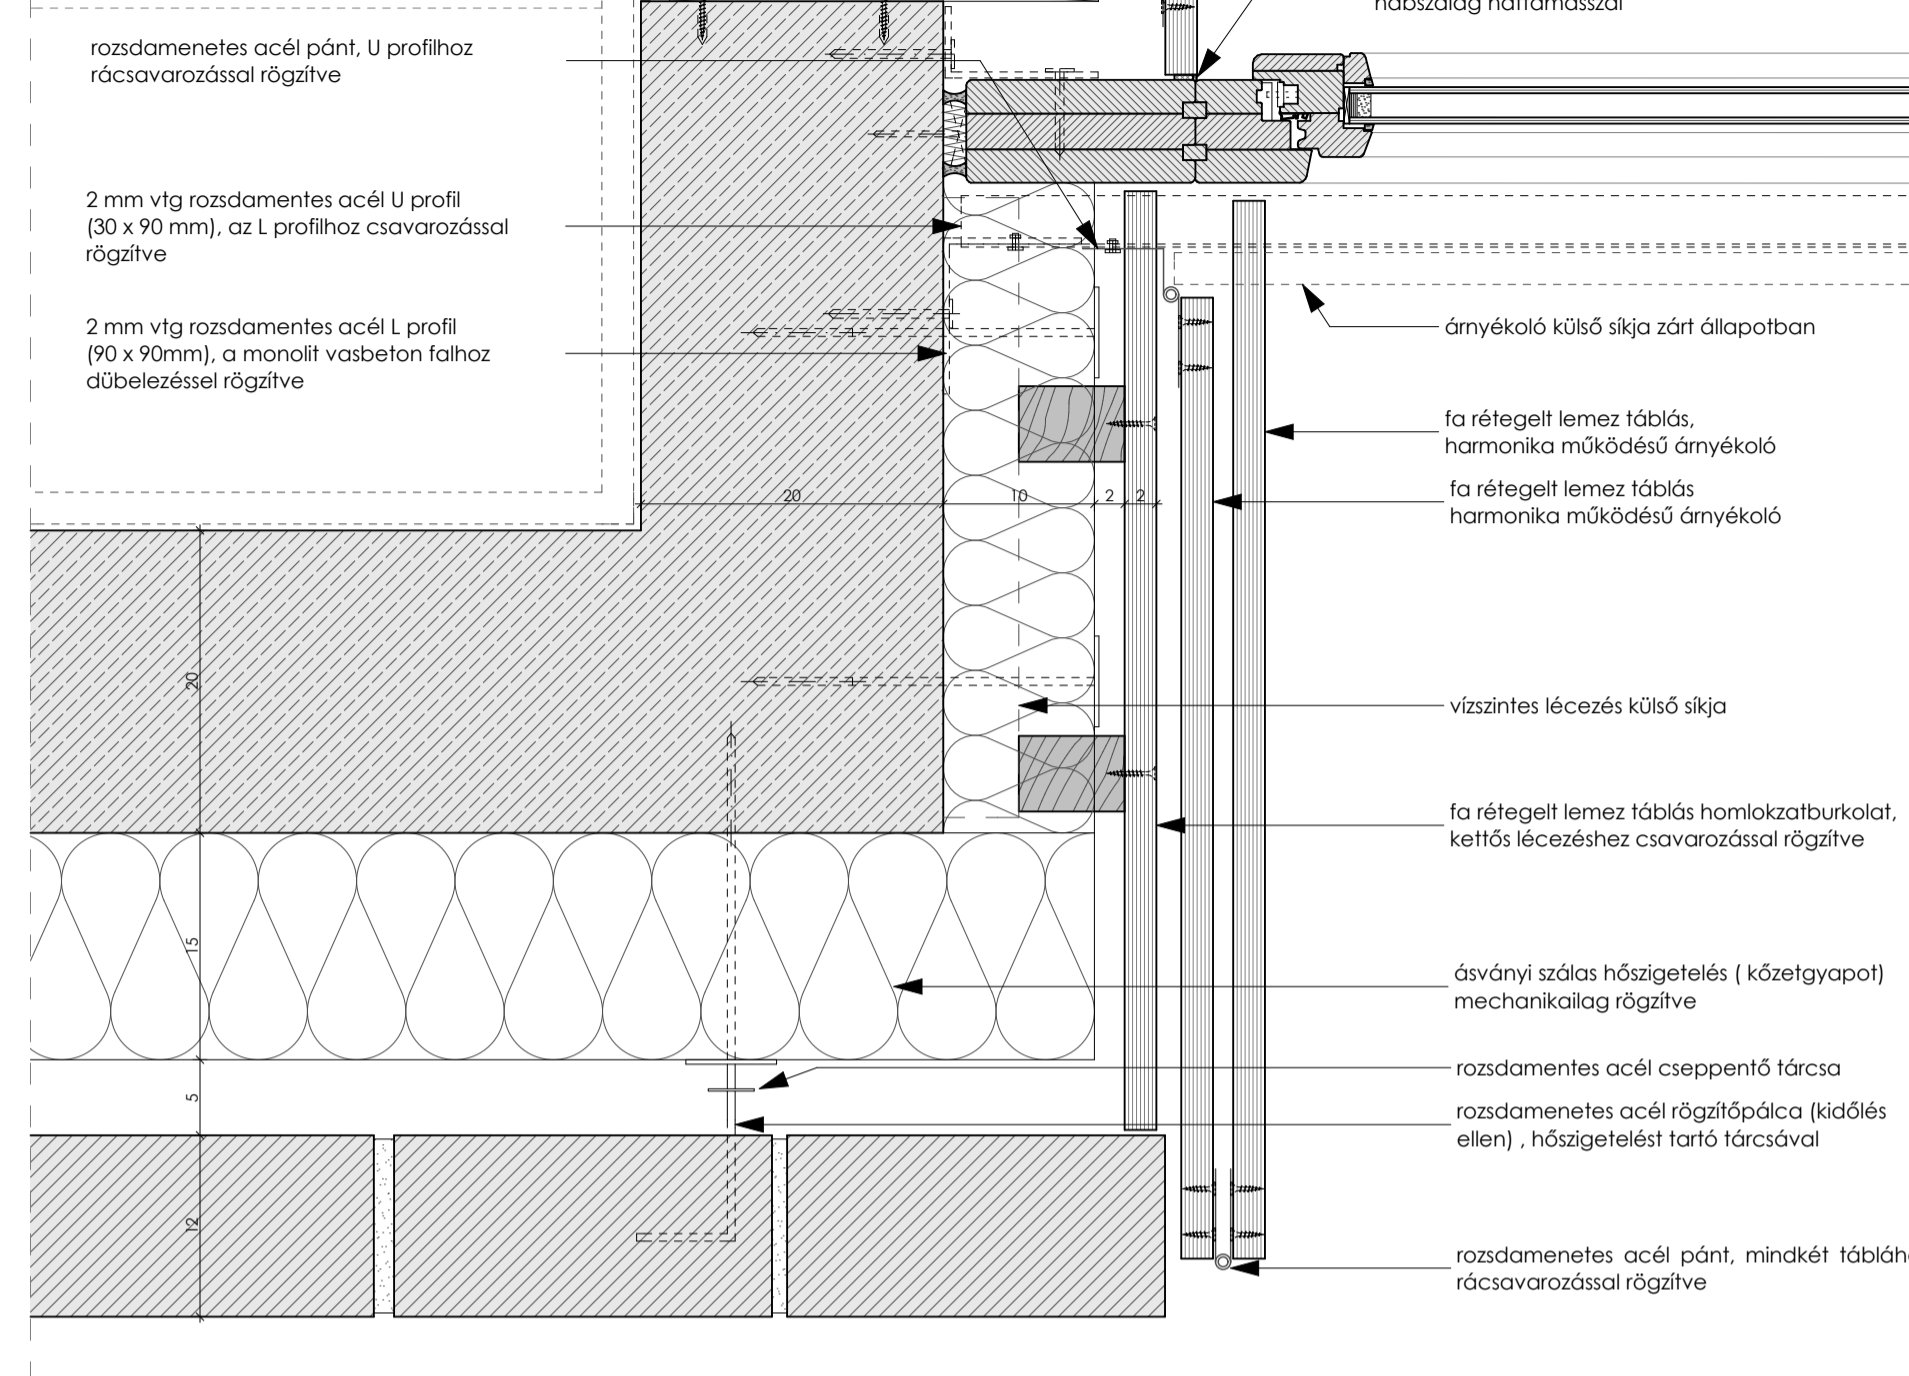 rozsdamenetes acél pánt, U profilhoz
rácsavarozással rögzítve
2 mm vtg rozsdamentes acél U profil
(30 x 90 mm), az L profilhoz csavarozással
rögzítve
2 mm vtg rozsdamentes acél L profil
(90 x 90mm), a monolit vasbeton falhoz
dübelezéssel rögzítve
árnyékoló külső síkja zárt állapotban
fa rétegelt lemez táblás,
harmonika működésű árnyékoló
fa rétegelt lemez táblás
harmonika működésű árnyékoló
20
10
2
2
20
vízszintes lécezés külső síkja
fa rétegelt lemez táblás homlokzatburkolat,
kettős lécezéshez csavarozással rögzítve
15
ásványi szálas hőszigetelés ( kőzetgyapot)
mechanikailag rögzítve
rozsdamentes acél cseppentő tárcsa
5
rozsdamenetes acél rögzítőpálca (kidőlés
ellen) , hőszigetelést tartó tárcsával
12
rozsdamenetes acél pánt, mindkét
rácsavarozással rögzítve